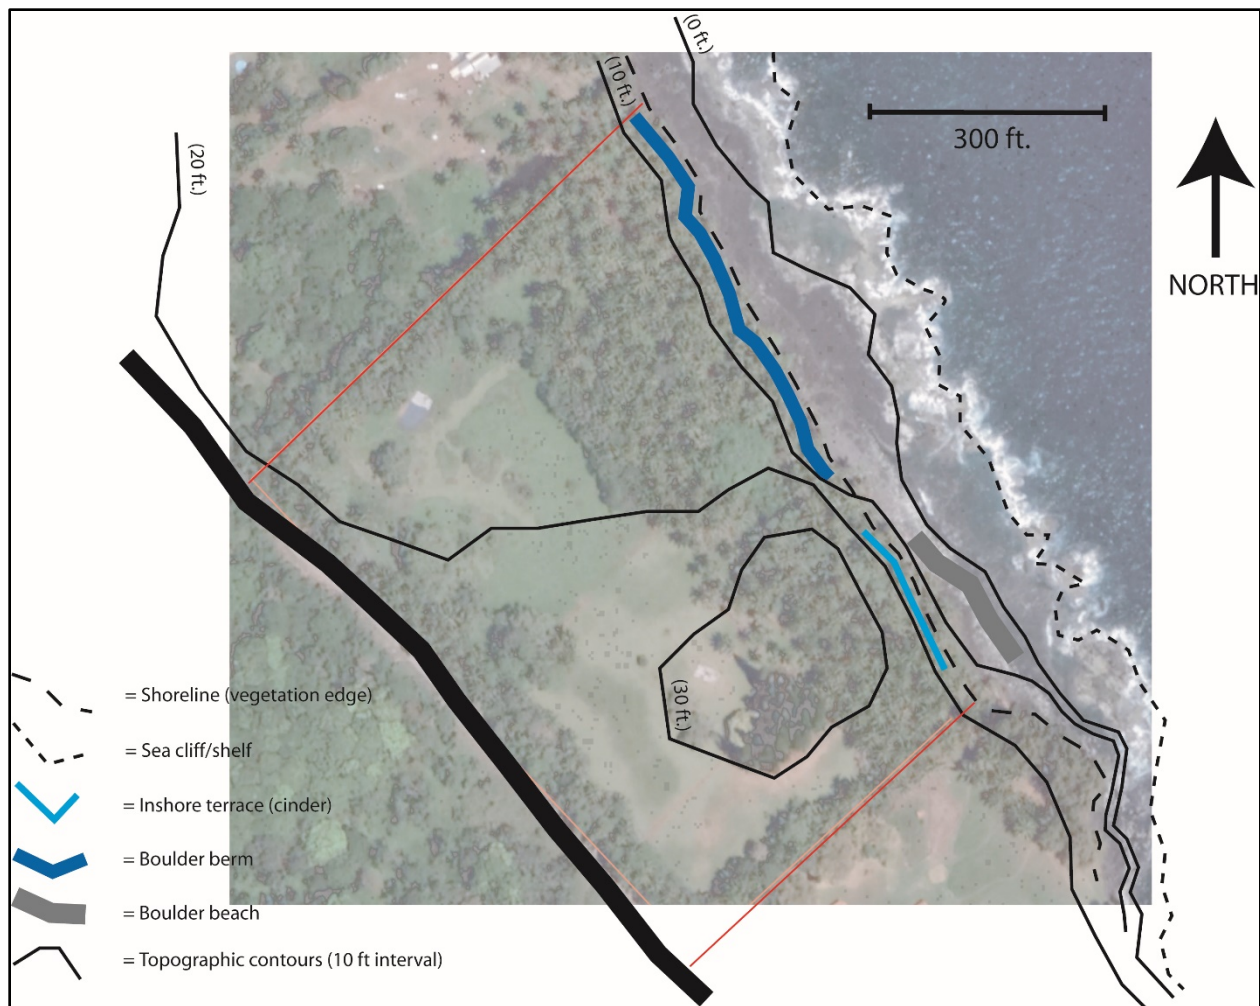 (0 ft.)
(10 ft.)
(20 ft.)
300 ft.
NORTH
(30 ft.)
= Shoreline (vegetation edge)
= Sea cliff/shelf
= Inshore terrace (cinder)
= Boulder berm
= Boulder beach
= Topographic contours (10 ft interval)